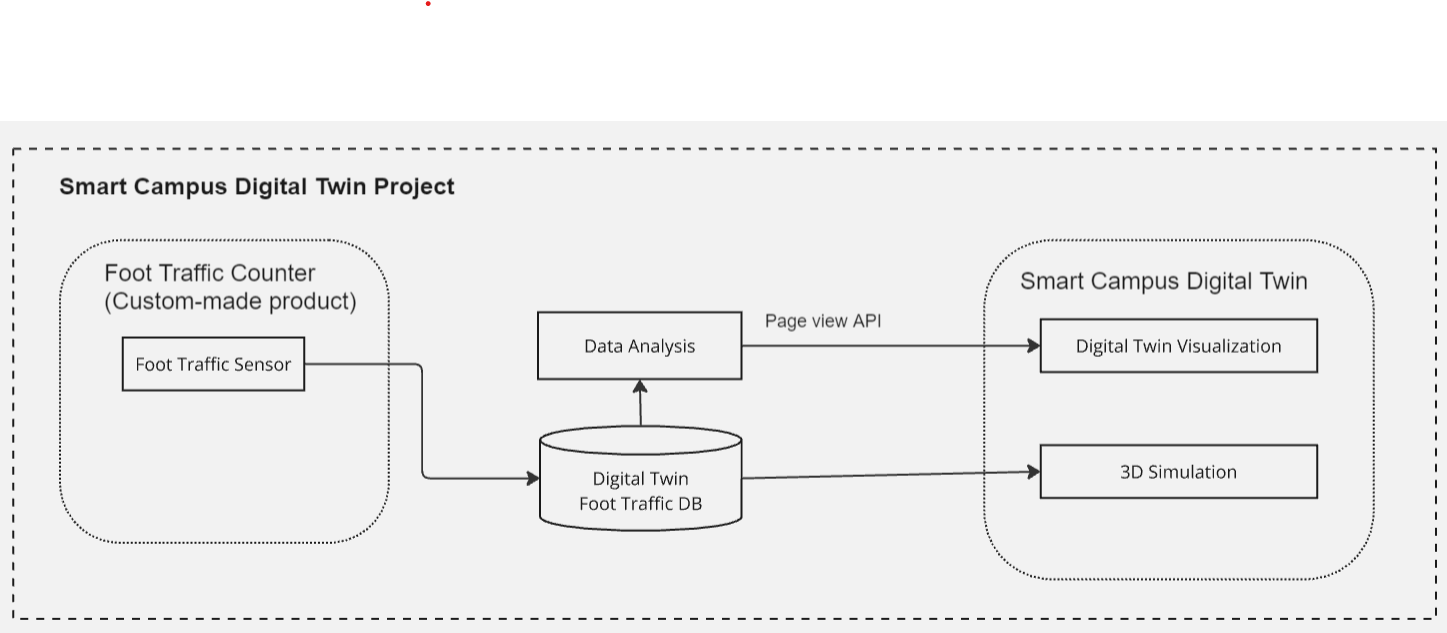 Smart Campus Digital Twin Project
Foot Traffic Counter
(Custom-made product)
Foot Traffic Sensor
Data Analysis
Page view API
Digital Twin
Foot Traffic DB
Smart Campus Digital Twin
Digital Twin Visualization
3D Simulation